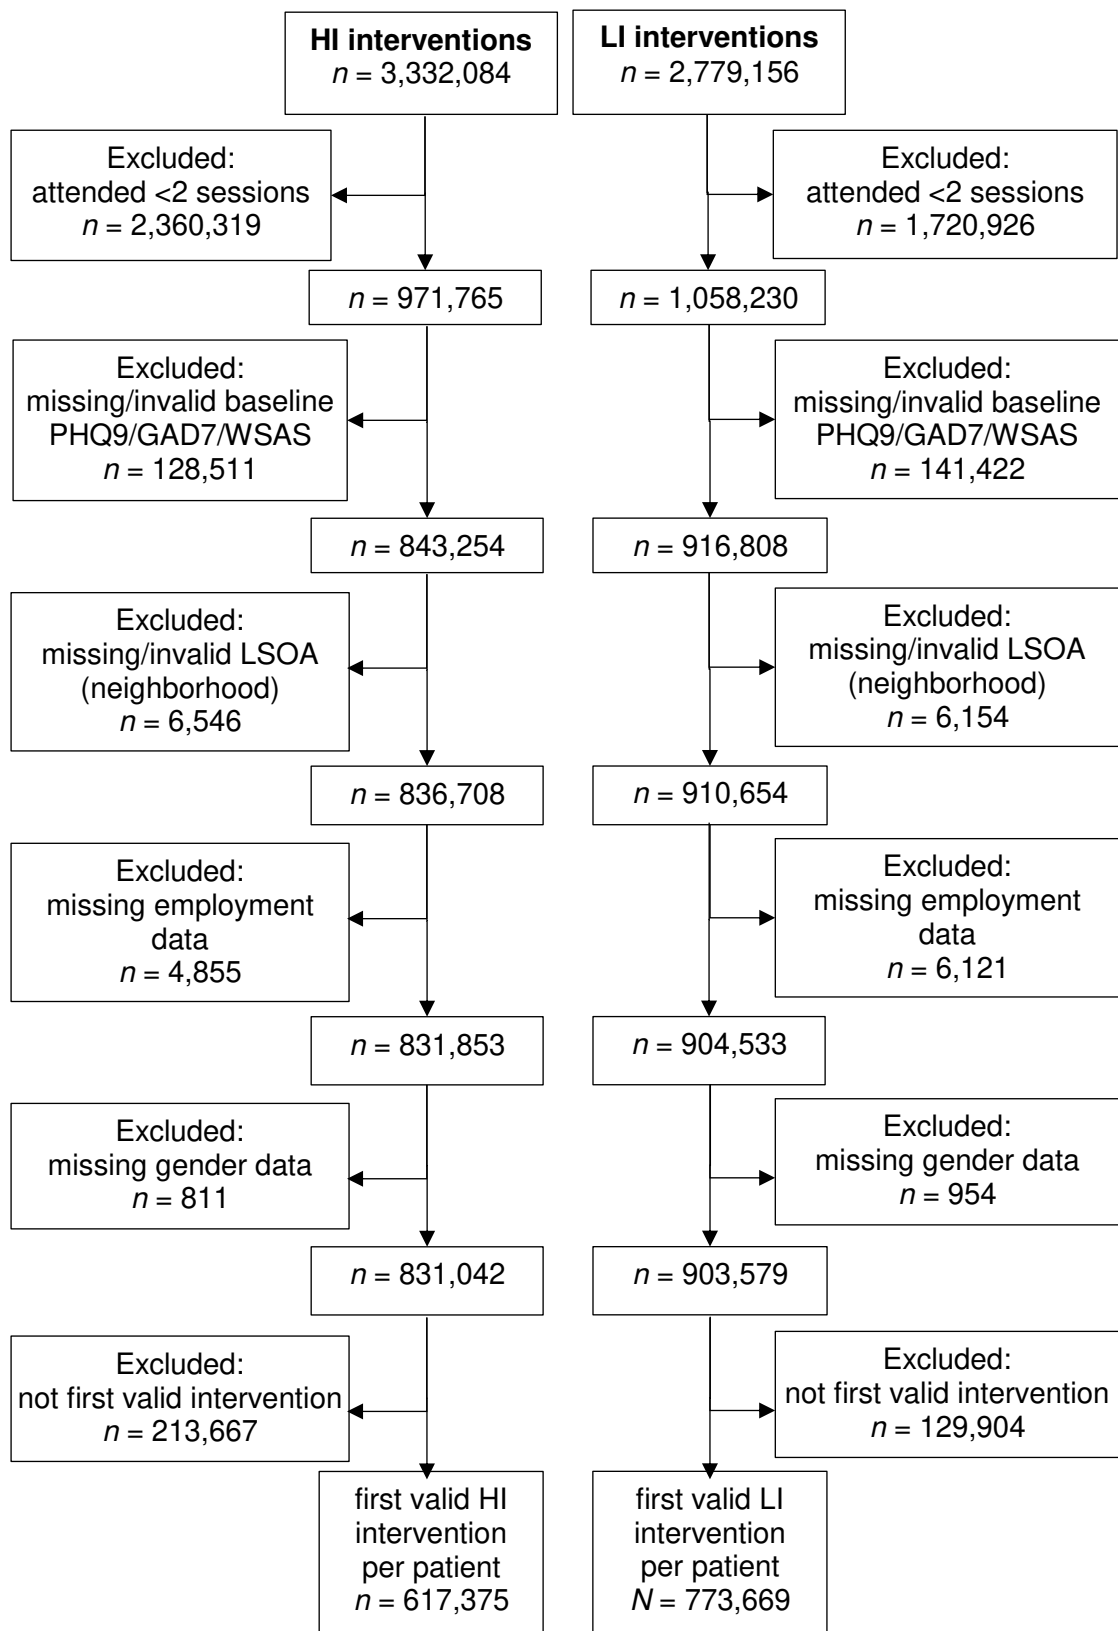 HI interventions
n = 3,332,084
LI interventions
n = 2,779,156
Excluded:
attended <2 sessions
n = 2,360,319
Excluded:
attended <2 sessions
n = 1,720,926
n = 971,765
n = 1,058,230
Excluded:
missing/invalid baseline
PHQ9/GAD7/WSAS
n = 128,511
Excluded:
missing/invalid baseline
PHQ9/GAD7/WSAS
n = 141,422
n = 843,254
n = 916,808
Excluded:
missing/invalid LSOA
(neighborhood)
n = 6,546
Excluded:
missing/invalid LSOA
(neighborhood)
n = 6,154
n = 836,708
n = 910,654
Excluded:
missing employment
data
n = 4,855
Excluded:
missing employment
data
n = 6,121
n = 831,853
n = 904,533
Excluded:
missing gender data
n = 811
Excluded:
missing gender data
n = 954
n = 831,042
n = 903,579
Excluded:
not first valid intervention
n = 213,667
Excluded:
not first valid intervention
n = 129,904
first valid HI
intervention
per patient
n = 617,375
first valid LI
intervention
per patient
N = 773,669